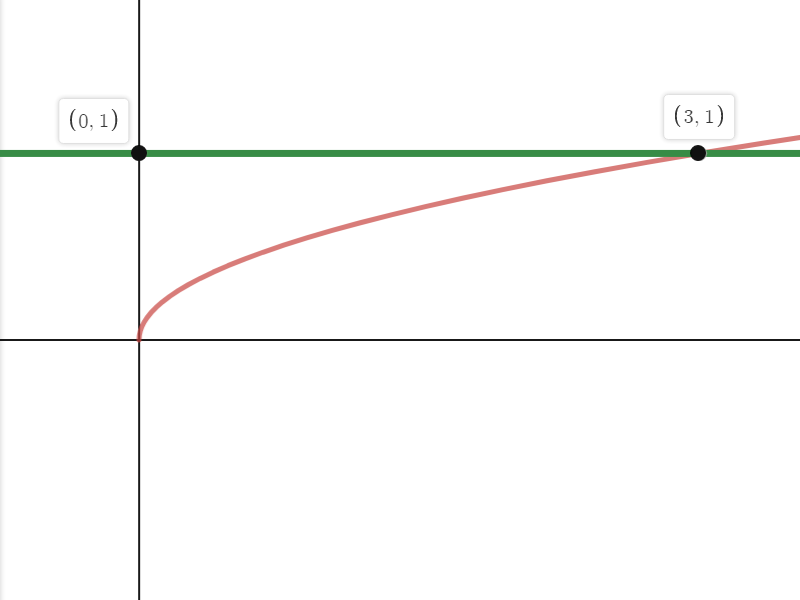 (0, 1)
(3, 1)